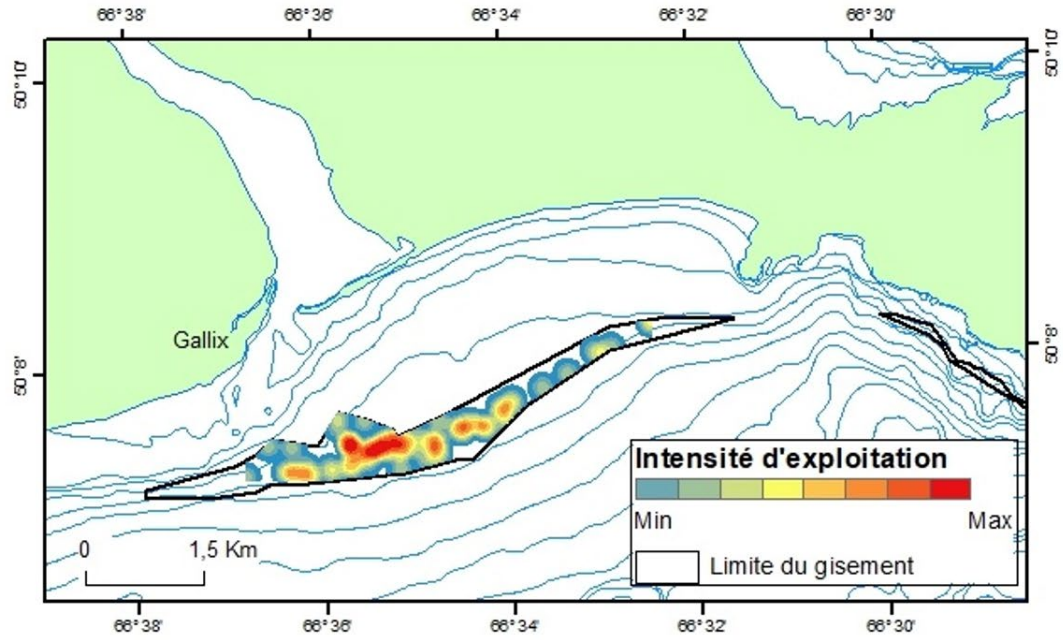 66°38' 66°36' 66°34' 66°32' 66°30'
50°10' 50°10'
Gallix
50°8' 50°8'
Intensité d'exploitation
Min Max
0 1,5 Km
Limite du gisement
66°38' 66°36' 66°34' 66°32' 66°30'